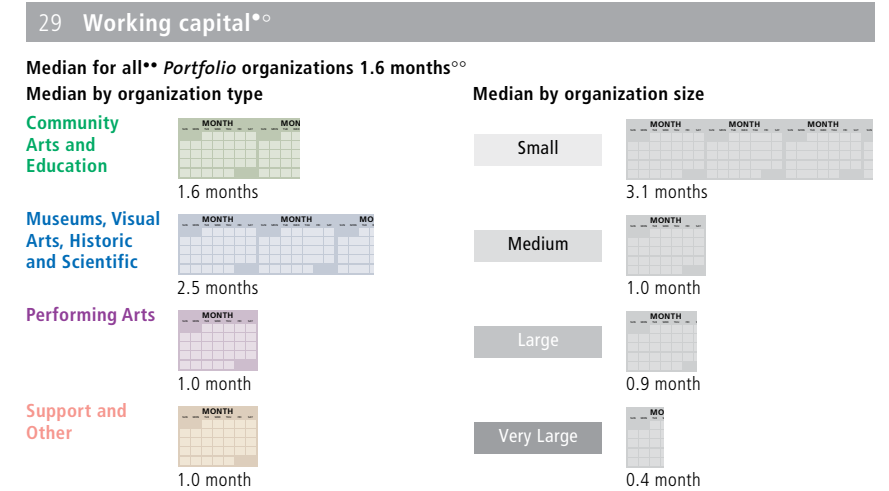 29 Working capital•°
Median for all•• Portfolio organizations 1.6 months°°
Median by organization type
Community
Arts and
Education
MONTH MON
1.6 months
Museums, Visual
Arts, Historic
and Scientific
MONTH MONTH MO
2.5 months
Performing Arts
MONTH
1.0 month
Support and
Other
MONTH
1.0 month
Median by organization size
Small
MONTH MONTH MONTH
3.1 months
Medium
MONTH
1.0 month
Large
MONTH
0.9 month
Very Large
MO
0.4 month